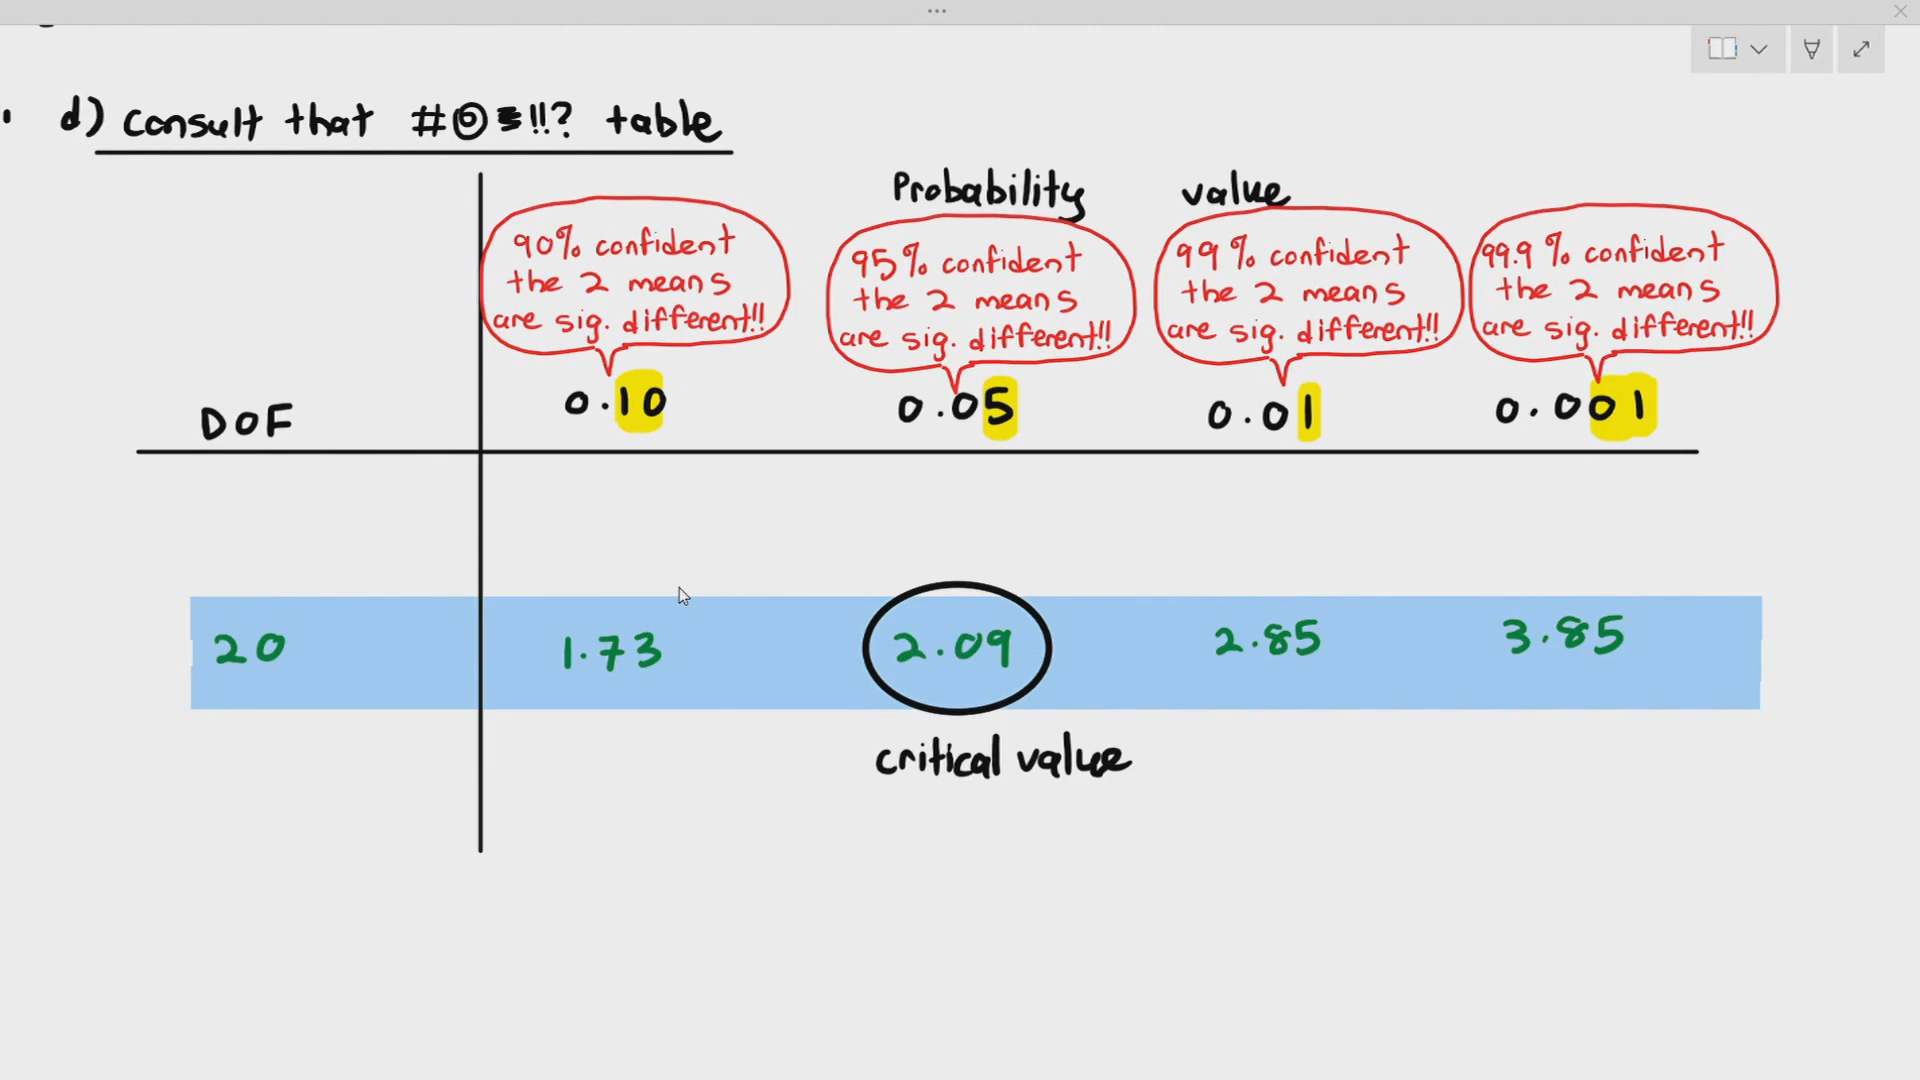 d) consult that #@*!!? table
Probability value
90% confident
the 2 means
are sig. different!!
95% confident
the 2 means
are sig. different!!
99% confident
the 2 means
are sig. different!!
99.9% confident
the 2 means
are sig. different!!
DoF 0.10 0.05 0.01 0.001
20 1.73 2.09 2.85 3.85
critical value